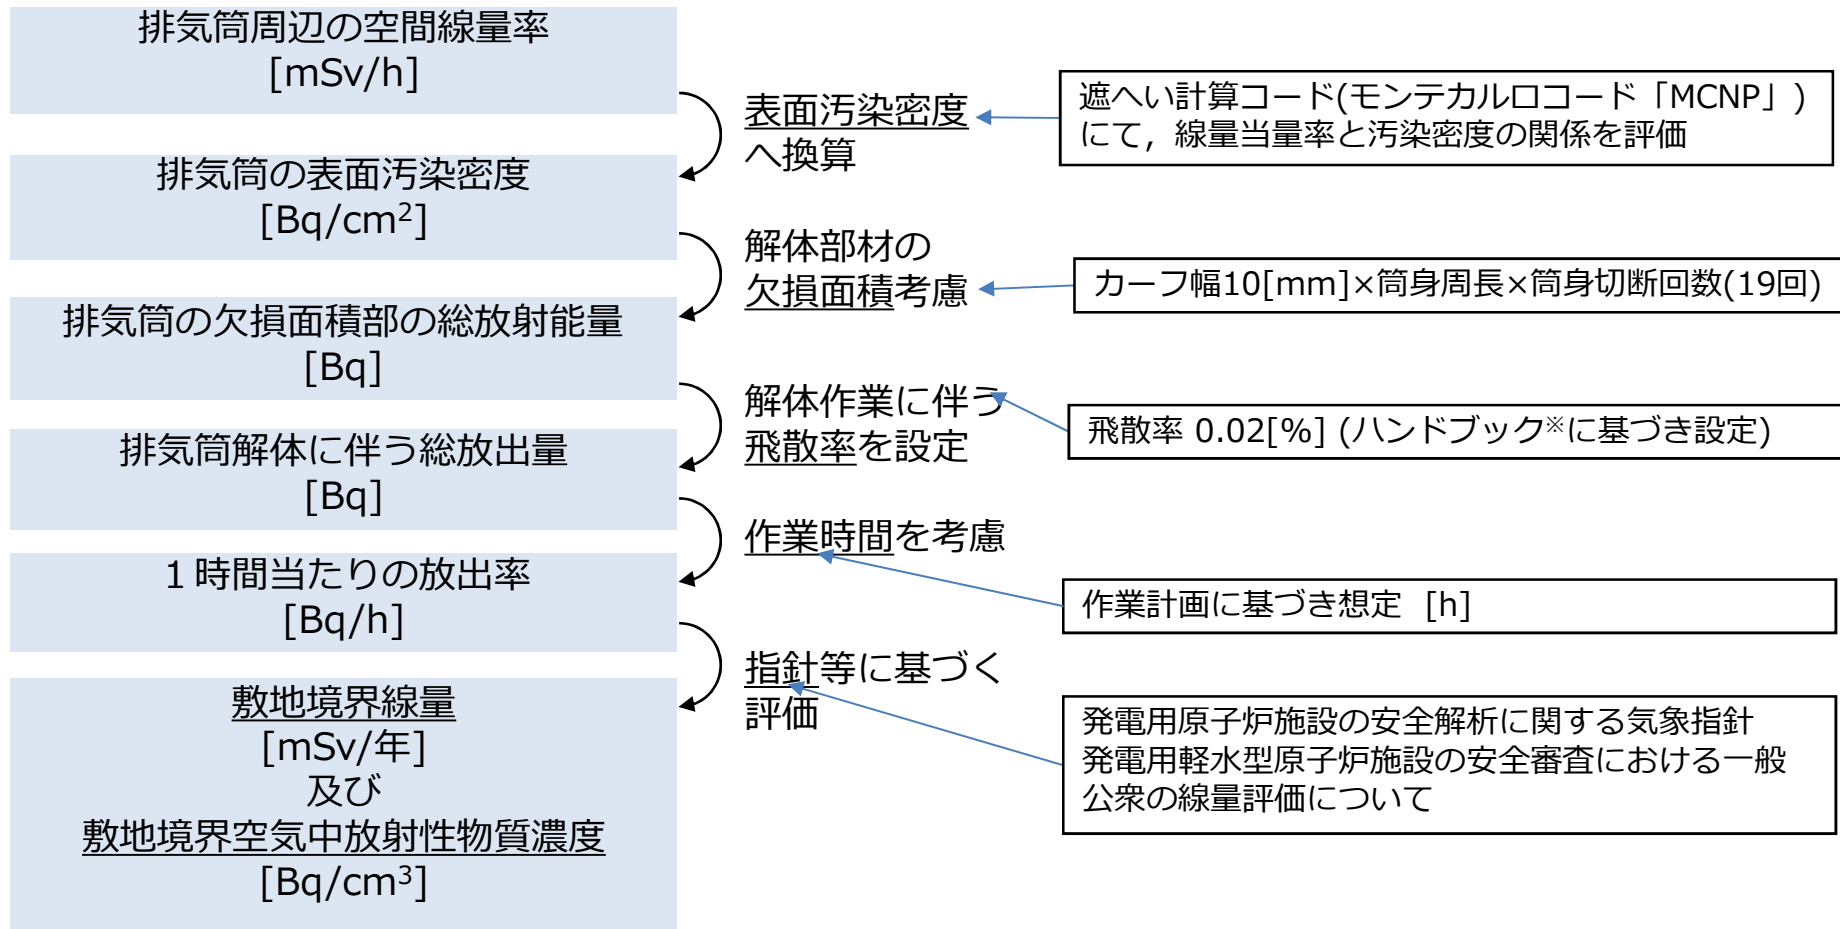 排気筒周辺の空間線量率
[mSv/h]
表面汚染密度
へ換算
遮へい計算コード(モンテカルロコード「MCNP」)
にて，線量当量率と汚染密度の関係を評価
排気筒の表面汚染密度
[Bq/cm²]
解体部材の
欠損面積考慮
カーフ幅10[mm]×筒身周長×筒身切断回数(19回)
排気筒の欠損面積部の総放射能量
[Bq]
解体作業に伴う
飛散率を設定
飛散率 0.02[%] (ハンドブック※に基づき設定)
排気筒解体に伴う総放出量
[Bq]
作業時間を考慮
作業計画に基づき想定 [h]
１時間当たりの放出率
[Bq/h]
指針等に基づく
評価
発電用原子炉施設の安全解析に関する気象指針
発電用軽水型原子炉施設の安全審査における一般
公衆の線量評価について
敷地境界線量
[mSv/年]
及び
敷地境界空気中放射性物質濃度
[Bq/cm³]